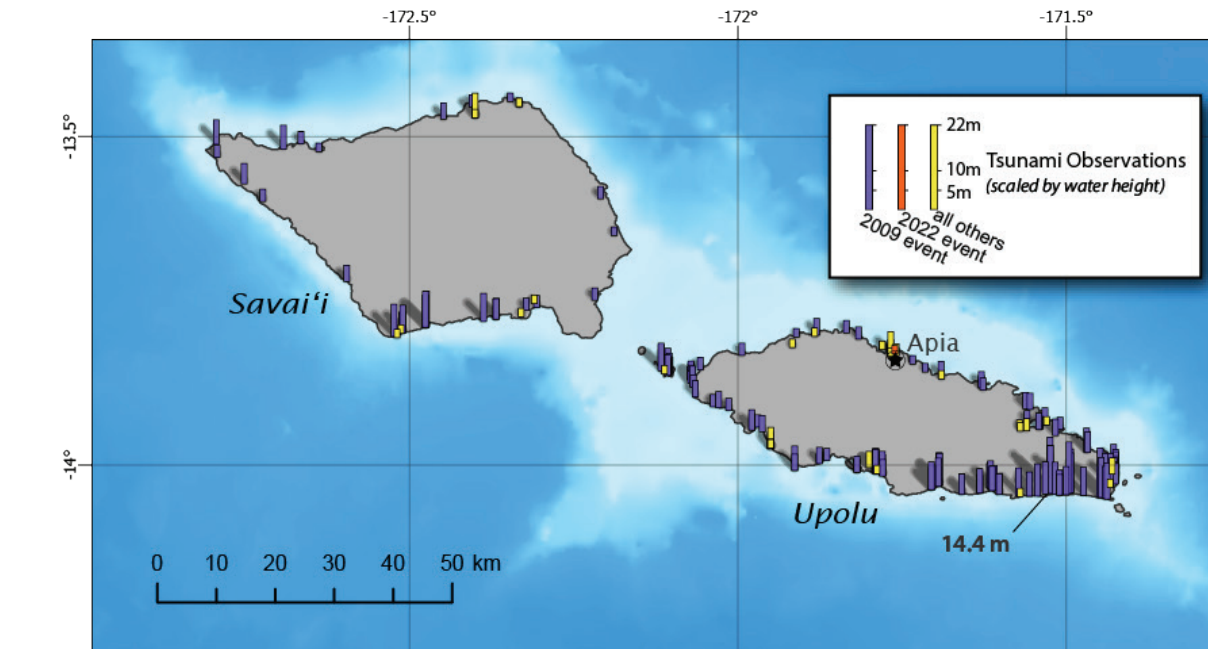 -172.5°
-172°
-171.5°
-13.5°
-14°
22m
10m
5m
Tsunami Observations
(scaled by water height)
2009 event
2022 event
all others
Savai‘i
Apia
Upolu
14.4 m
0 10 20 30 40 50 km